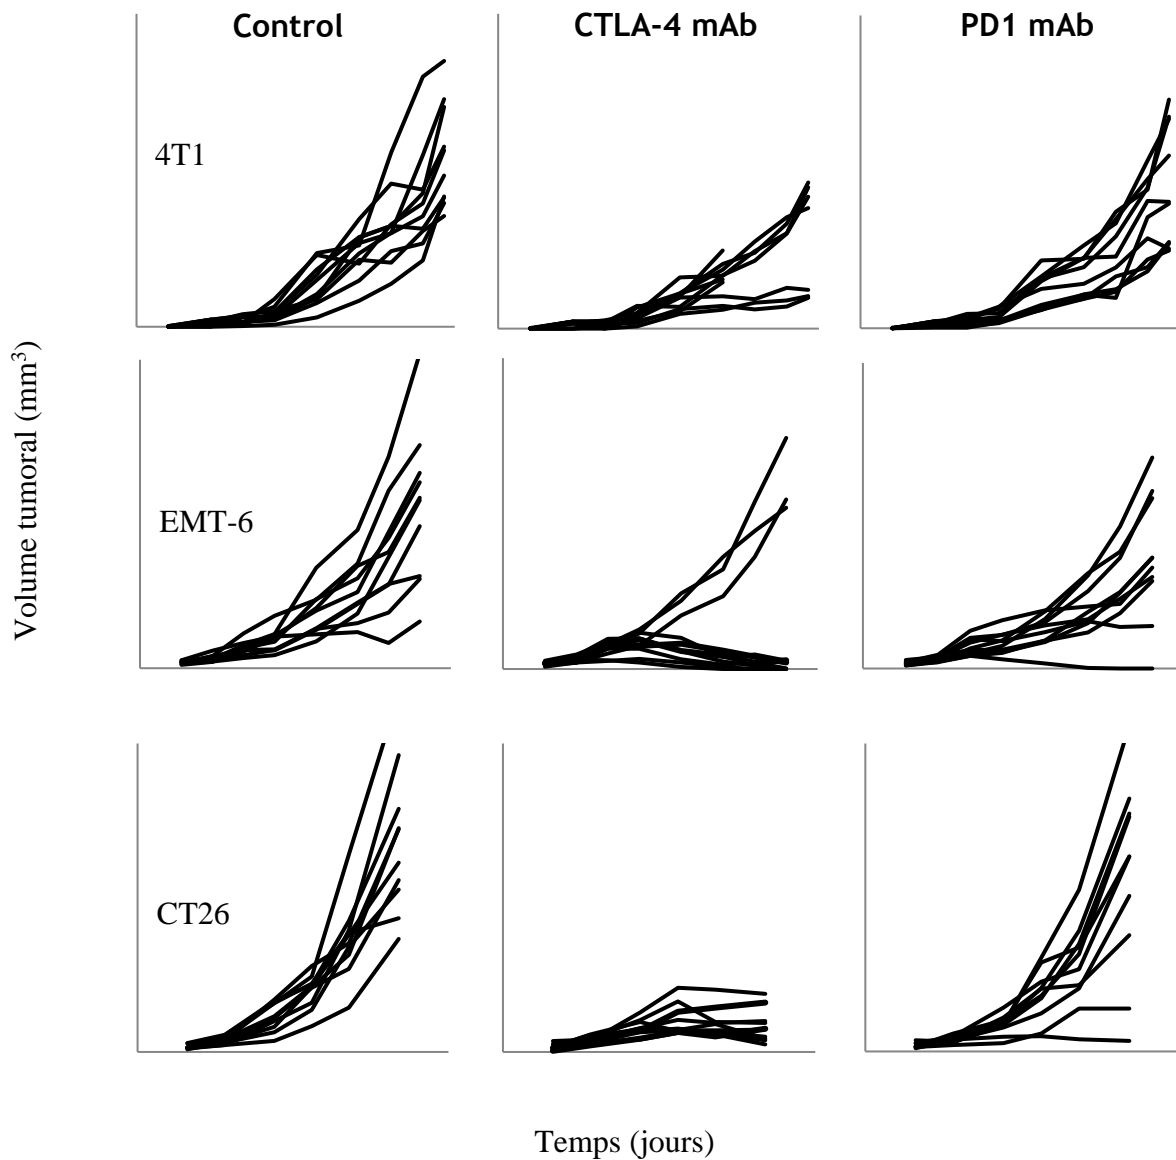 Control
CTLA-4 mAb
PD1 mAb
4T1
EMT-6
CT26
Volume tumoral (mm³)
Temps (jours)